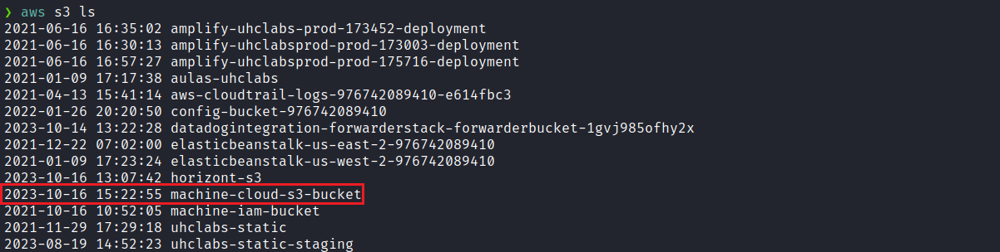 ❯ aws s3 ls
2021-06-16 16:35:02 amplify-uhclabs-prod-173452-deployment
2021-06-16 16:30:13 amplify-uhclabsprod-prod-173003-deployment
2021-06-16 16:57:27 amplify-uhclabsprod-prod-175716-deployment
2021-01-09 17:17:38 aulas-uhclabs
2021-04-13 15:41:14 aws-cloudtrail-logs-976742089410-e614fbc3
2022-01-26 20:20:50 config-bucket-976742089410
2023-10-14 13:22:28 datadogintegration-forwarderstack-forwarderbucket-1gvj985ofhy2x
2021-12-22 07:02:00 elasticbeanstalk-us-east-2-976742089410
2021-01-09 17:23:24 elasticbeanstalk-us-west-2-976742089410
2023-10-16 13:07:42 horizont-s3
2023-10-16 15:22:55 machine-cloud-s3-bucket
2021-10-16 10:52:05 machine-iam-bucket
2021-11-29 17:29:18 uhclabs-static
2023-08-19 14:52:23 uhclabs-static-staging